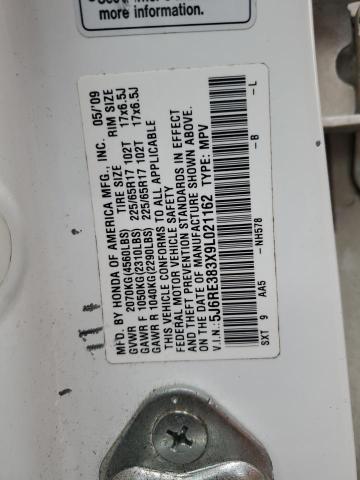 more information.
MFD. BY HONDA OF AMERICA MFG., INC. 05/'09
TIRE SIZE RIM SIZE
GVWR 2070KG(4560LBS)
GAWR F 1050KG(2310LBS) 225/65R17 102T 17x6.5J
GAWR R 1040KG(2290LBS) 225/65R17 102T 17x6.5J
THIS VEHICLE CONFORMS TO ALL APPLICABLE
FEDERAL MOTOR VEHICLE SAFETY
AND THEFT PREVENTION STANDARDS IN EFFECT
ON THE DATE OF MANUFACTURE SHOWN ABOVE.
V.I.N.: 5J6RE383X9L021162 TYPE: MPV
NH578 -B -L
SXT 9 AA5